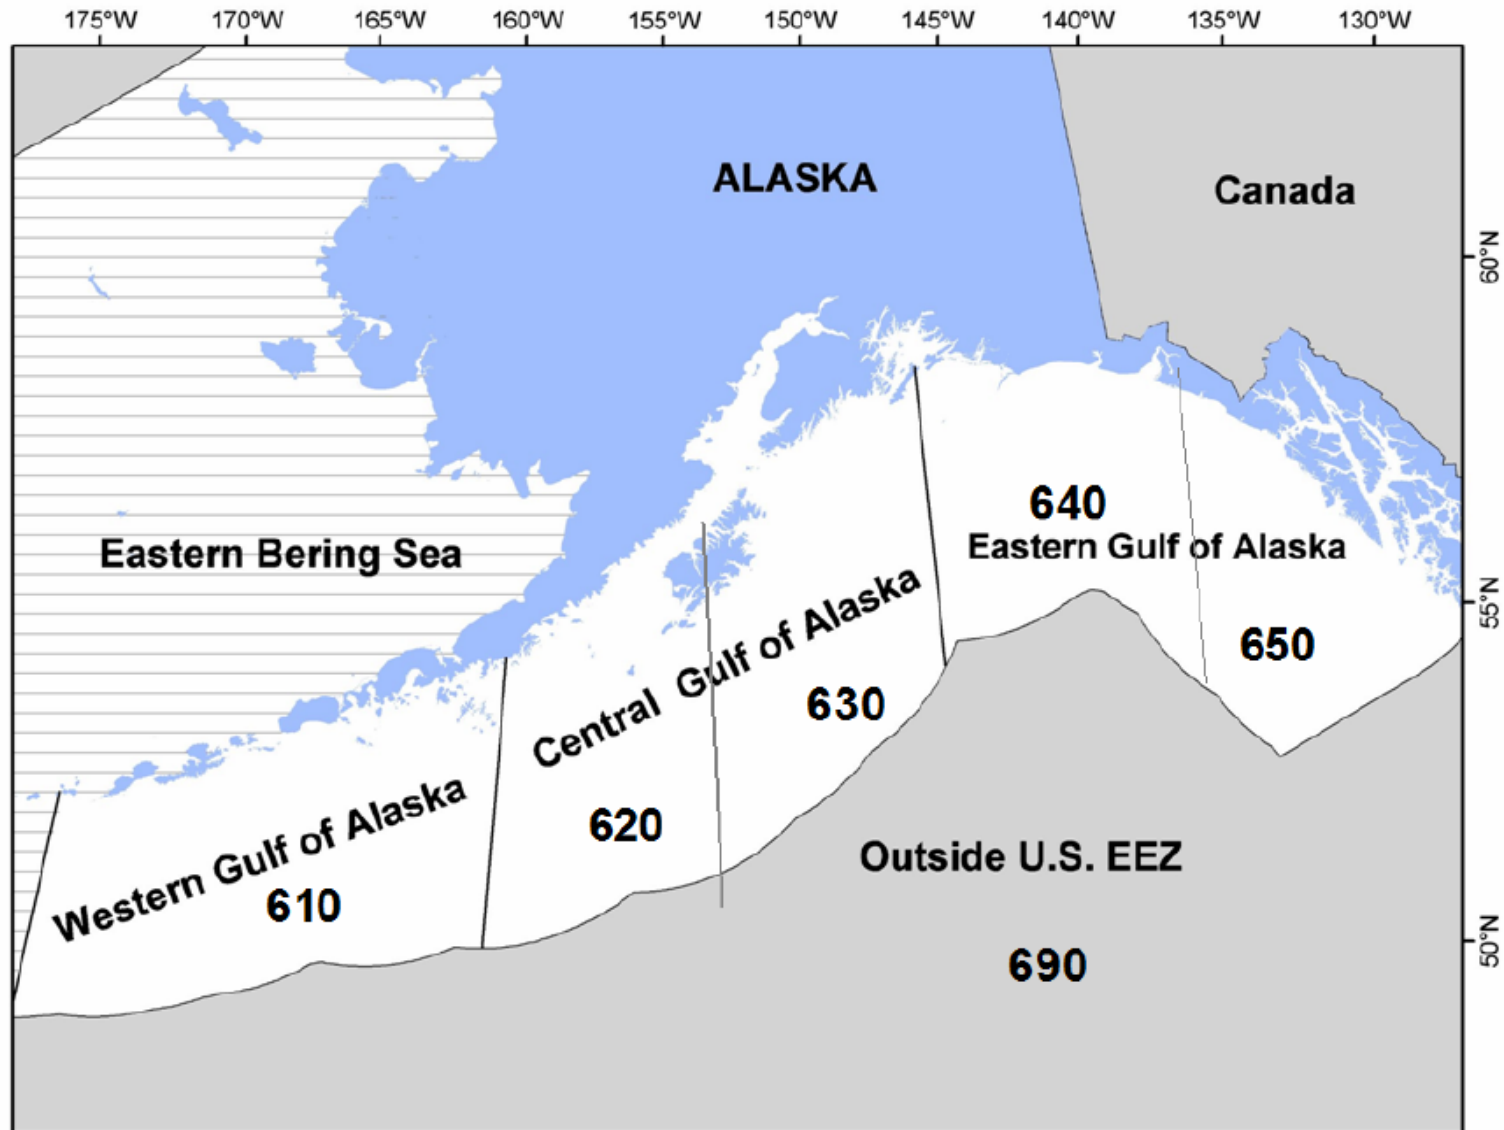 175°W 170°W 165°W 160°W 155°W 150°W 145°W 140°W 135°W 130°W
ALASKA
Canada
60°N
640
Eastern Bering Sea
Eastern Gulf of Alaska
55°N
Central Gulf of Alaska
650
630
Western Gulf of Alaska
620
Outside U.S. EEZ
610
50°N
690